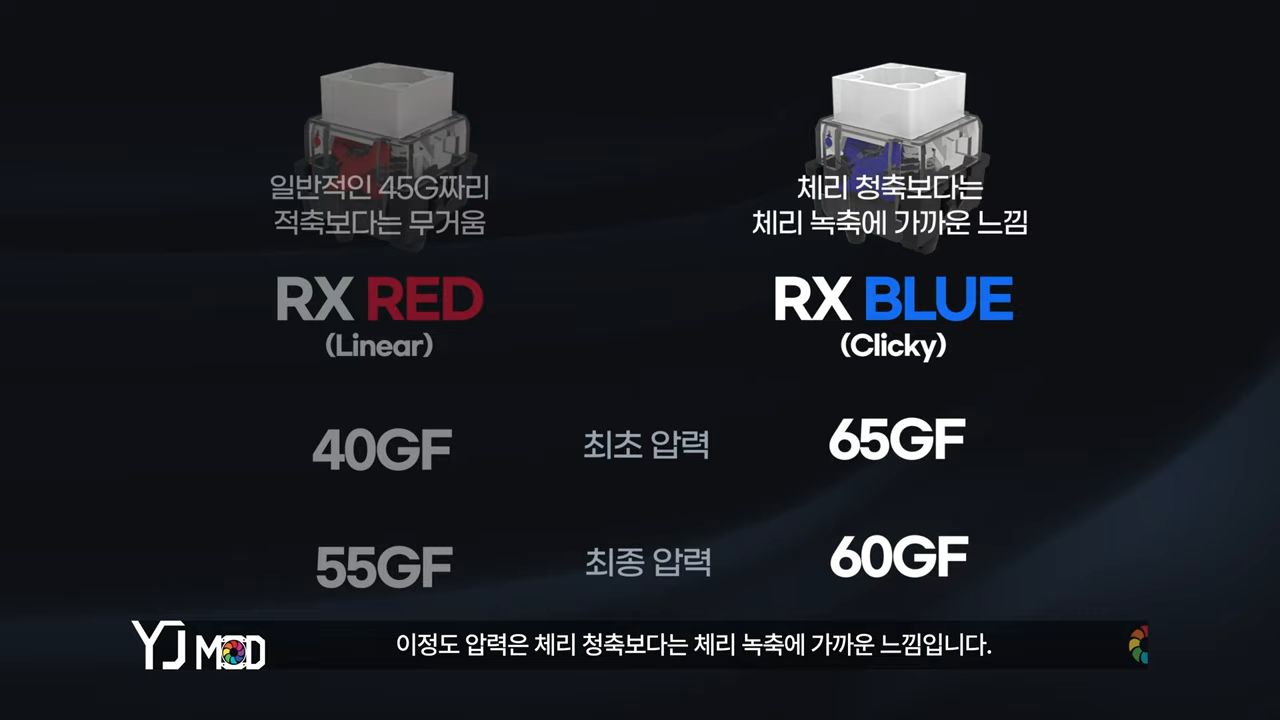 일반적인 45G짜리
적축보다는 무거움
RX RED
(Linear)
체리 청축보다는
체리 녹축에 가까운 느낌
RX BLUE
(Clicky)
40GF 최초 압력 65GF
55GF 최종 압력 60GF
YJ MOD
이정도 압력은 체리 청축보다는 체리 녹축에 가까운 느낌입니다.